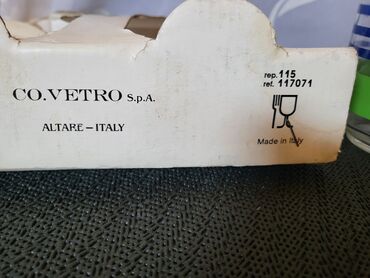 CO.VETRO S.p.A.
ALTARE – ITALY
rep. 115
ref. 117071
Made in Italy